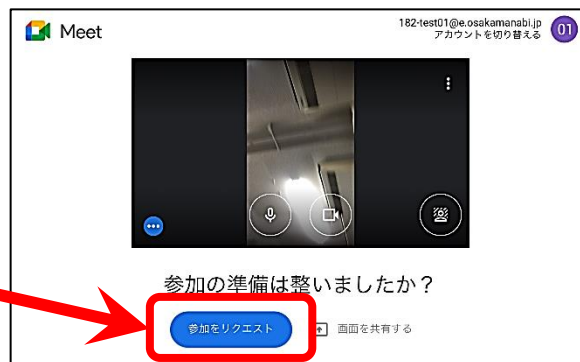 Meet
182-test01@e.osakamanabi.jp
アカウントを切り替える
01
参加の準備は整いましたか？
参加をリクエスト
画面を共有する